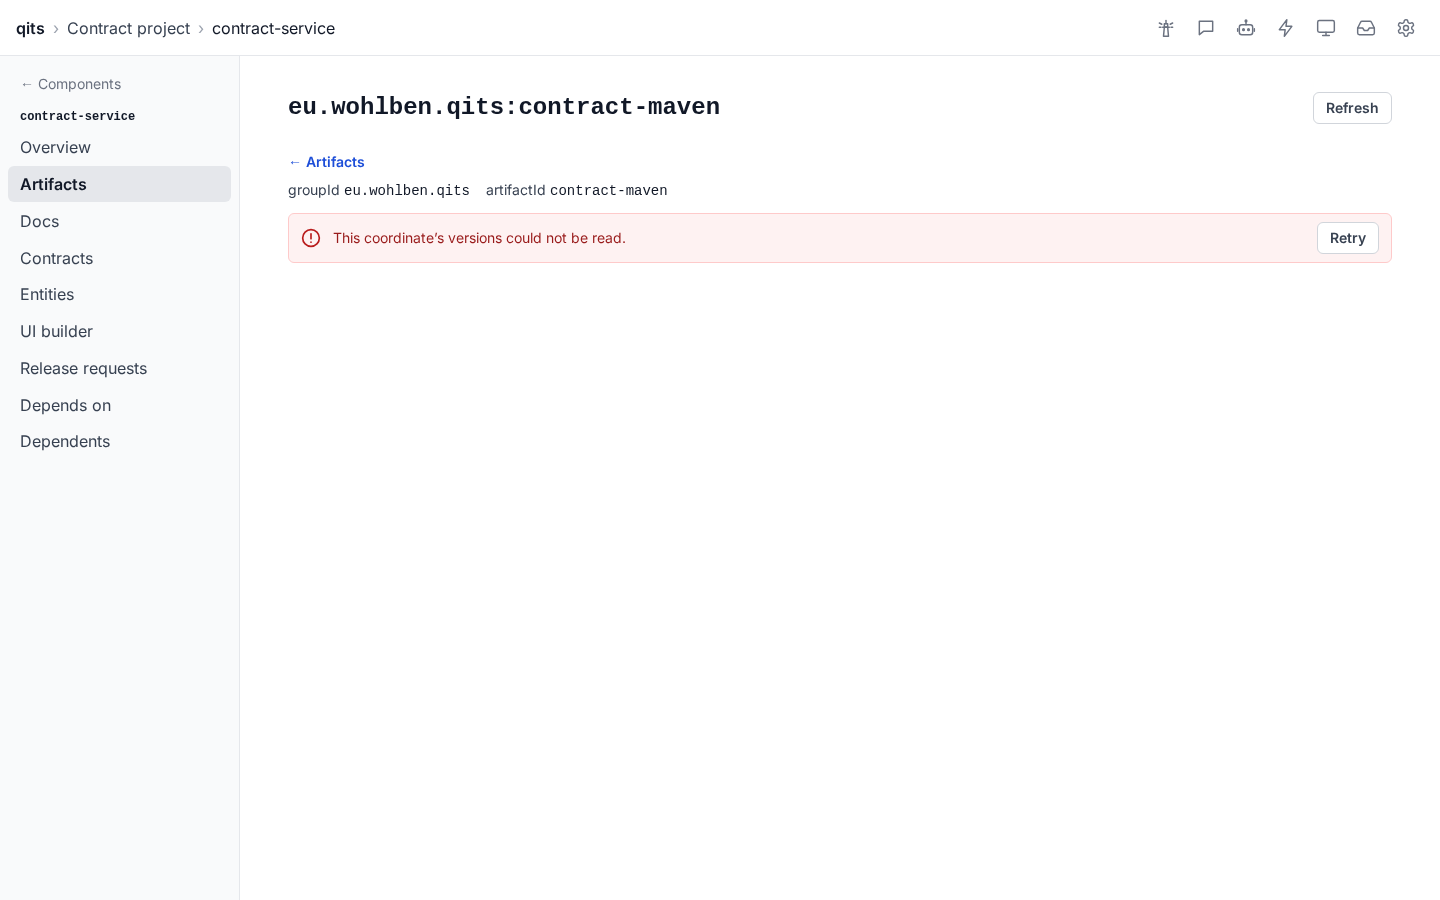 qits › Contract project › contract-service
← Components
contract-service
Overview
Artifacts
Docs
Contracts
Entities
UI builder
Release requests
Depends on
Dependents
eu.wohlben.qits:contract-maven
Refresh
← Artifacts
groupId eu.wohlben.qits artifactId contract-maven
This coordinate’s versions could not be read.
Retry